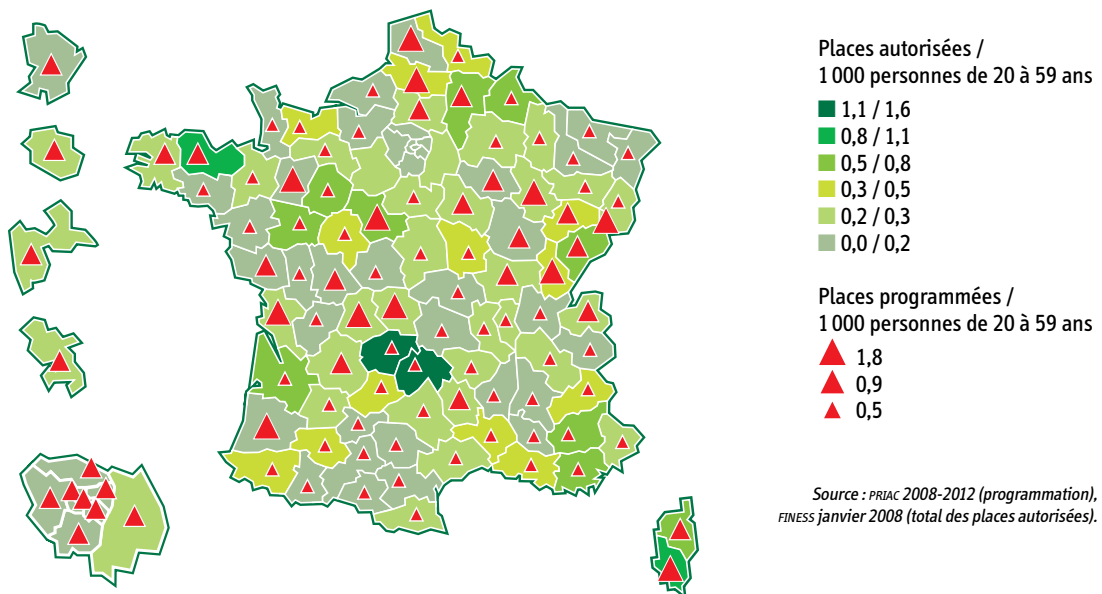 Places autorisées /
1 000 personnes de 20 à 59 ans
1,1 / 1,6
0,8 / 1,1
0,5 / 0,8
0,3 / 0,5
0,2 / 0,3
0,0 / 0,2
Places programmées /
1 000 personnes de 20 à 59 ans
1,8
0,9
0,5
Source : PRIAC 2008-2012 (programmation),
FINESS janvier 2008 (total des places autorisées).